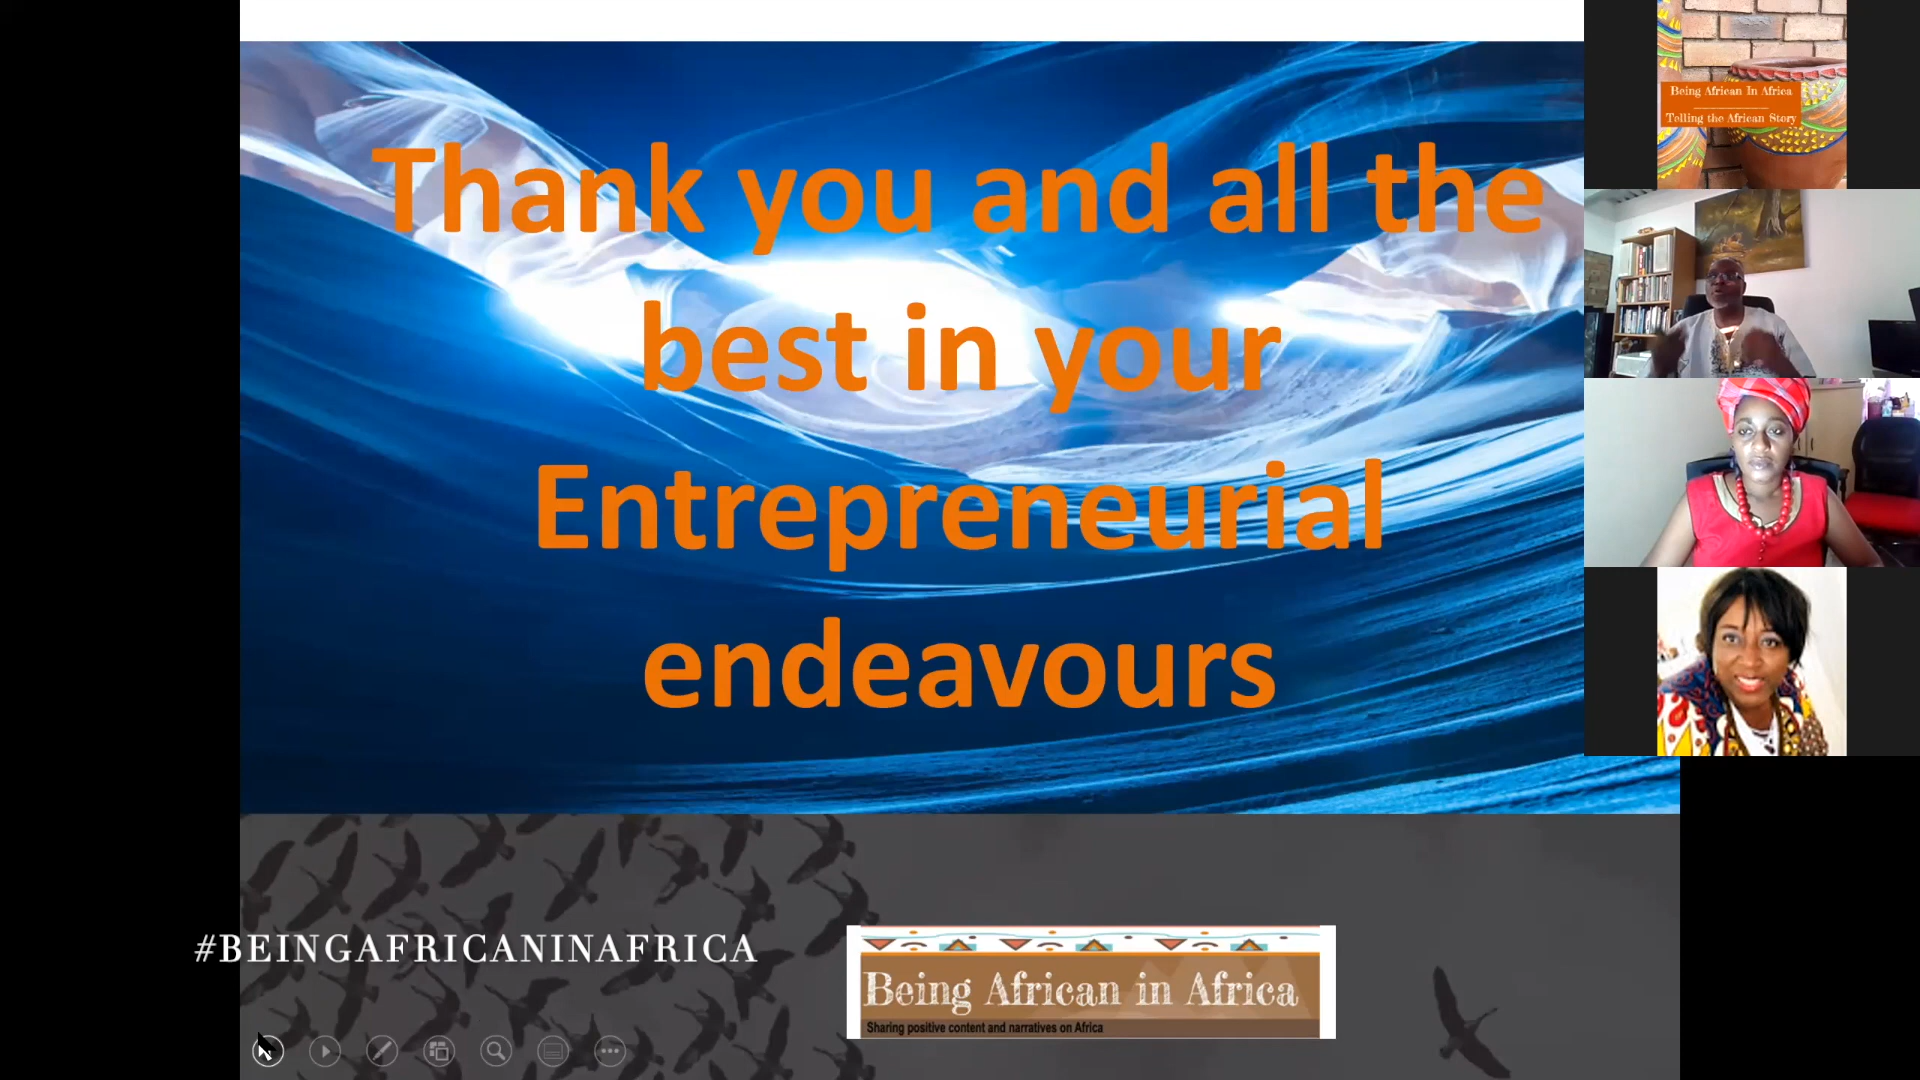 Thank you and all the
best in your
Entrepreneurial
endeavours
#BEINGAFRICANINAFRICA
Being African in Africa
Sharing positive content and narratives on Africa
Being African In Africa
Telling the African Story